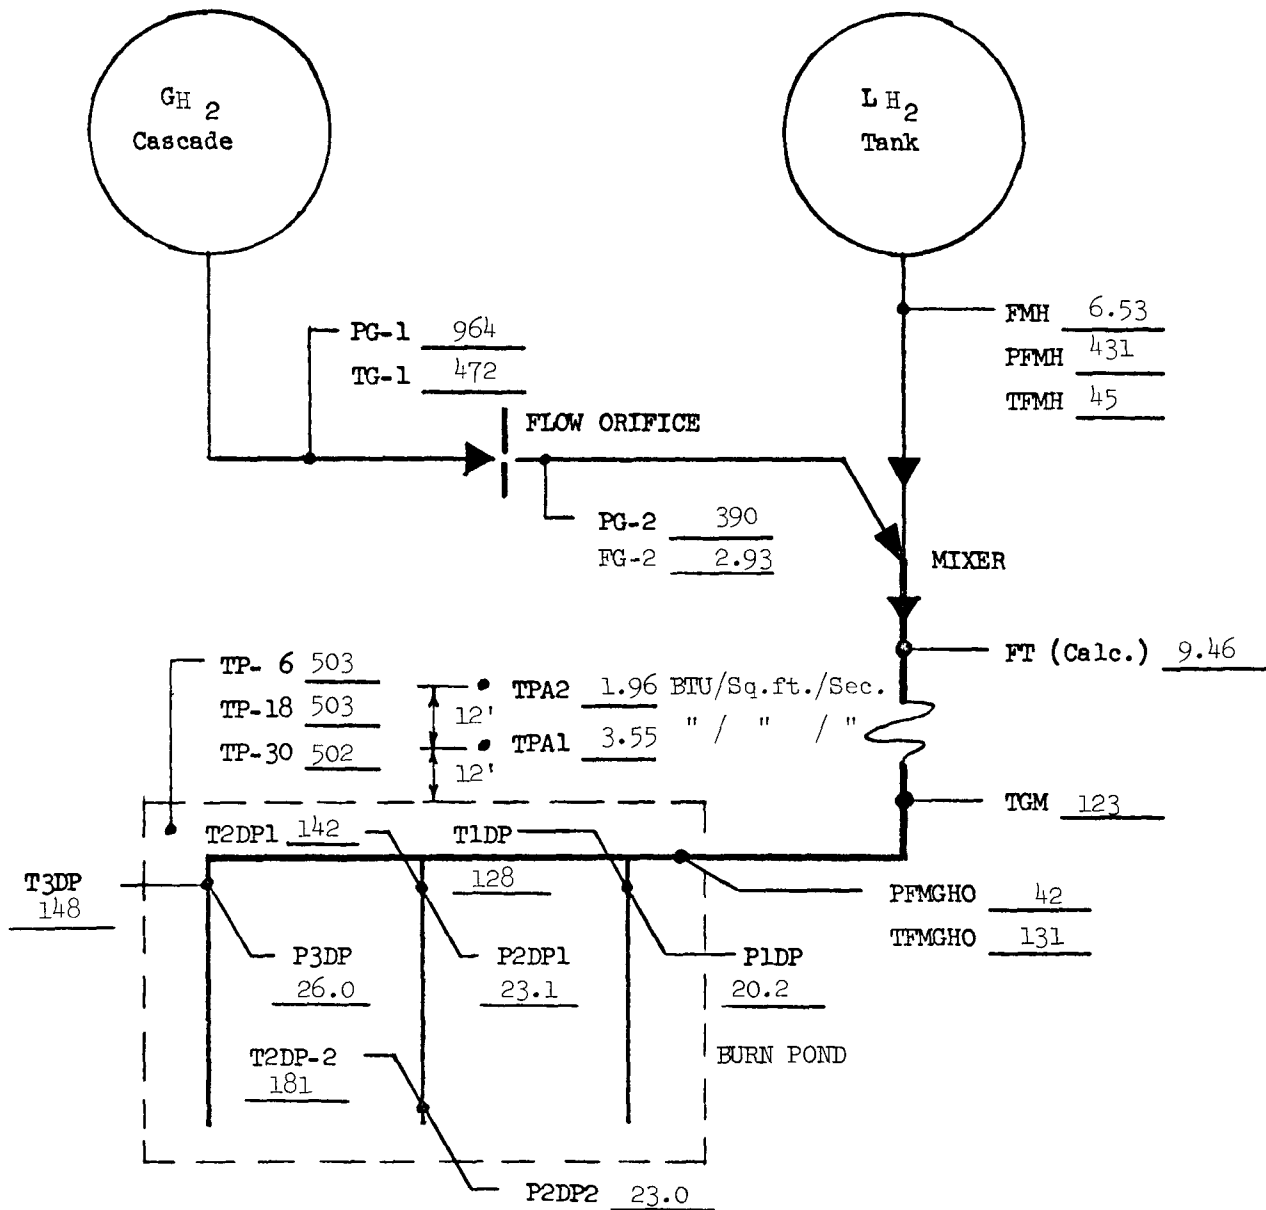 GH2
Cascade
LH2
Tank
FMH 6.53
PFMH 431
TFMH 45
PG-1 964
TG-1 472
FLOW ORIFICE
PG-2 390
FG-2 2.93
MIXER
FT (Calc.) 9.46
TP- 6 503
TP-18 503
TP-30 502
12'
12'
TPA2 1.96 BTU/Sq.ft./Sec.
TPA1 3.55 " / " / "
TGM 123
T2DP1 142
T1DP
128
T3DP
148
PFMGHO 42
TFMGHO 131
P3DP
26.0
P2DP1
23.1
P1DP
20.2
T2DP-2
181
BURN POND
P2DP2 23.0